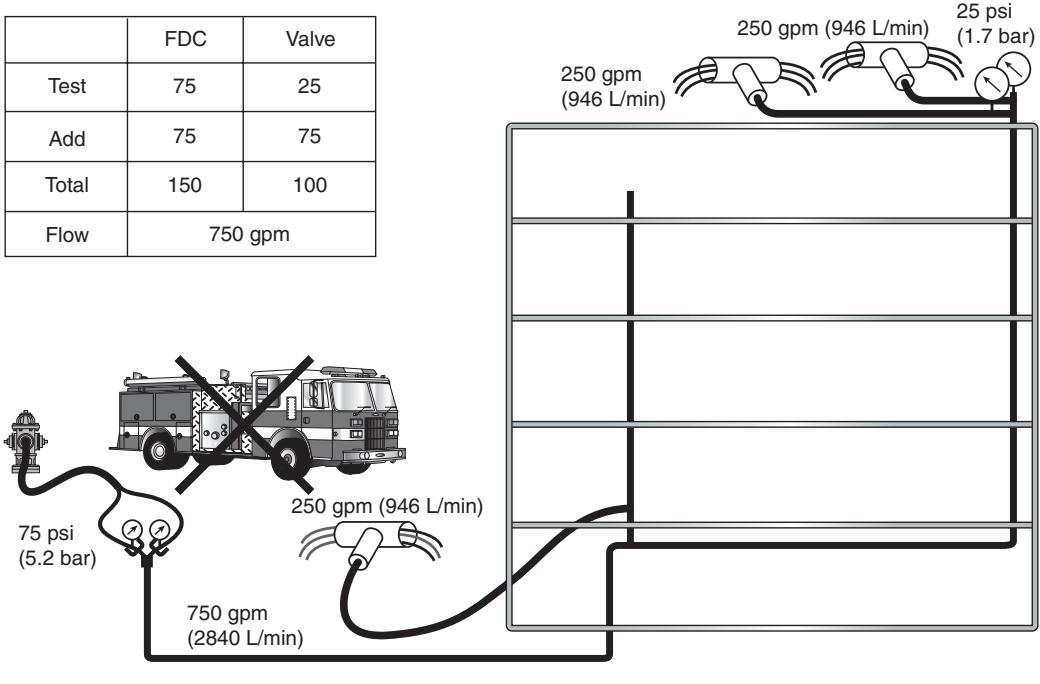 FDC Valve
Test 75 25
Add 75 75
Total 150 100
Flow 750 gpm
250 gpm (946 L/min)
25 psi
(1.7 bar)
250 gpm
(946 L/min)
250 gpm (946 L/min)
75 psi
(5.2 bar)
750 gpm
(2840 L/min)